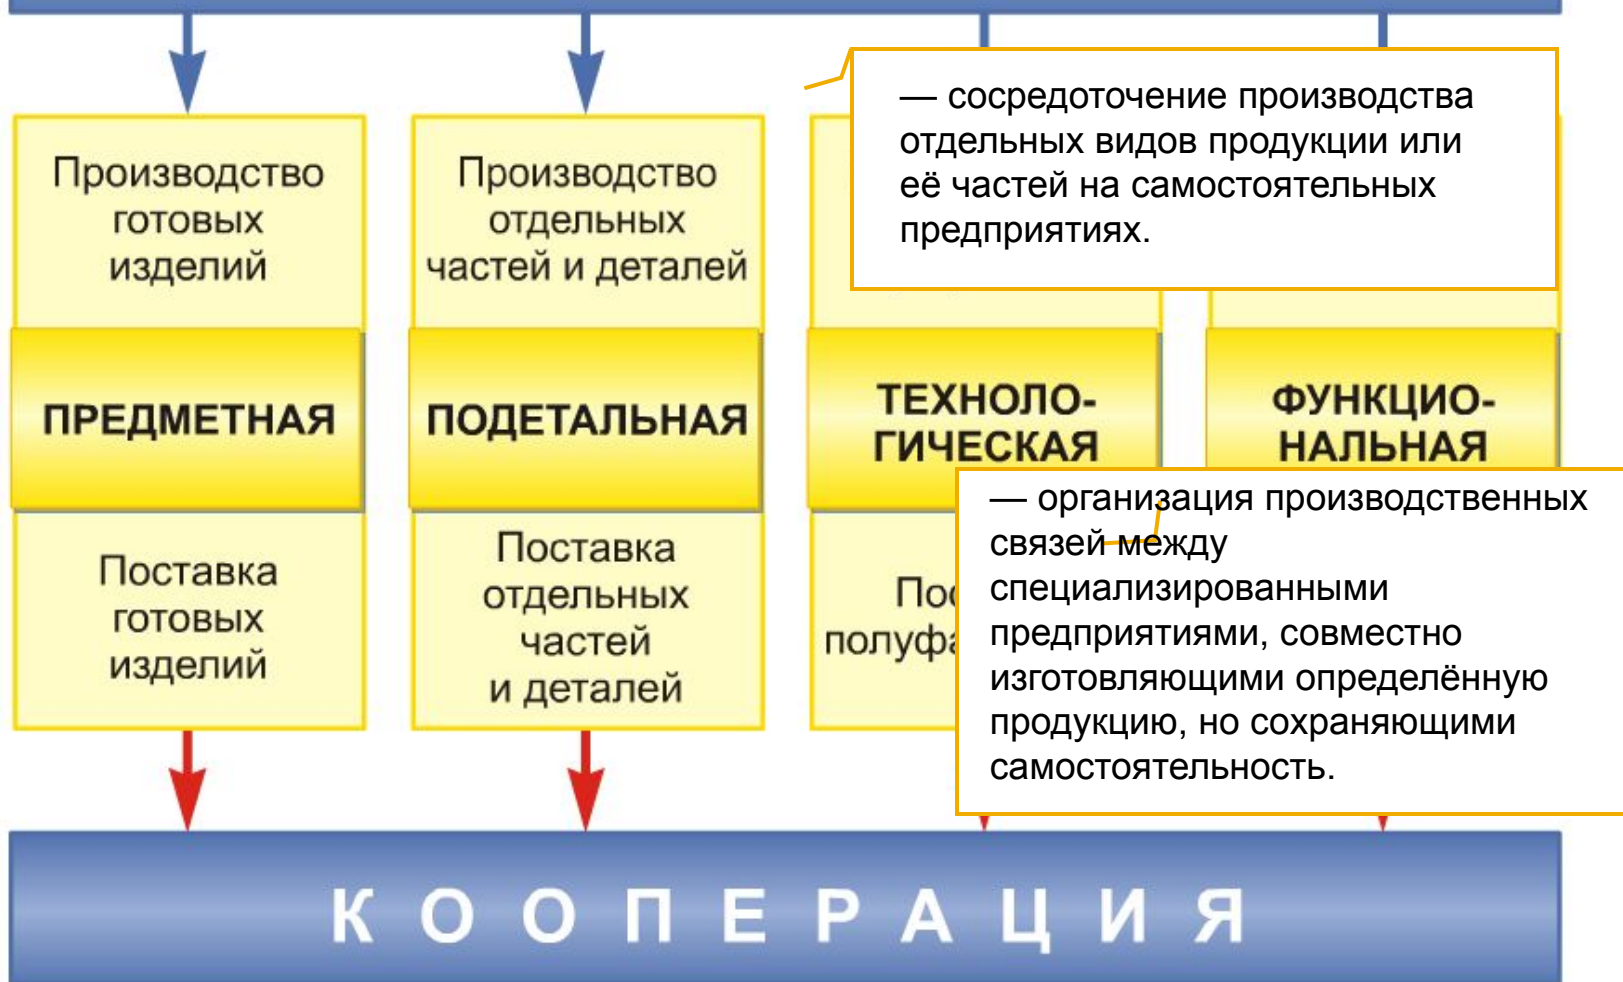 — сосредоточение производства
отдельных видов продукции или
её частей на самостоятельных
предприятиях.
Производство
готовых
изделий
Производство
отдельных
частей и деталей
ПРЕДМЕТНАЯ
ПОДЕТАЛЬНАЯ
ТЕХНОЛО-
ГИЧЕСКАЯ
ФУНКЦИО-
НАЛЬНАЯ
Поставка
готовых
изделий
Поставка
отдельных
частей
и деталей
— организация производственных
связей между
специализированными
предприятиями, совместно
изготовляющими определённую
продукцию, но сохраняющими
самостоятельность.
КООПЕРАЦИЯ